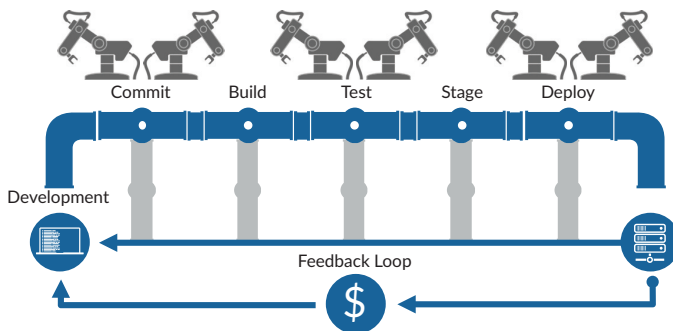 Commit
Build
Test
Stage
Deploy
Development
Feedback Loop
$